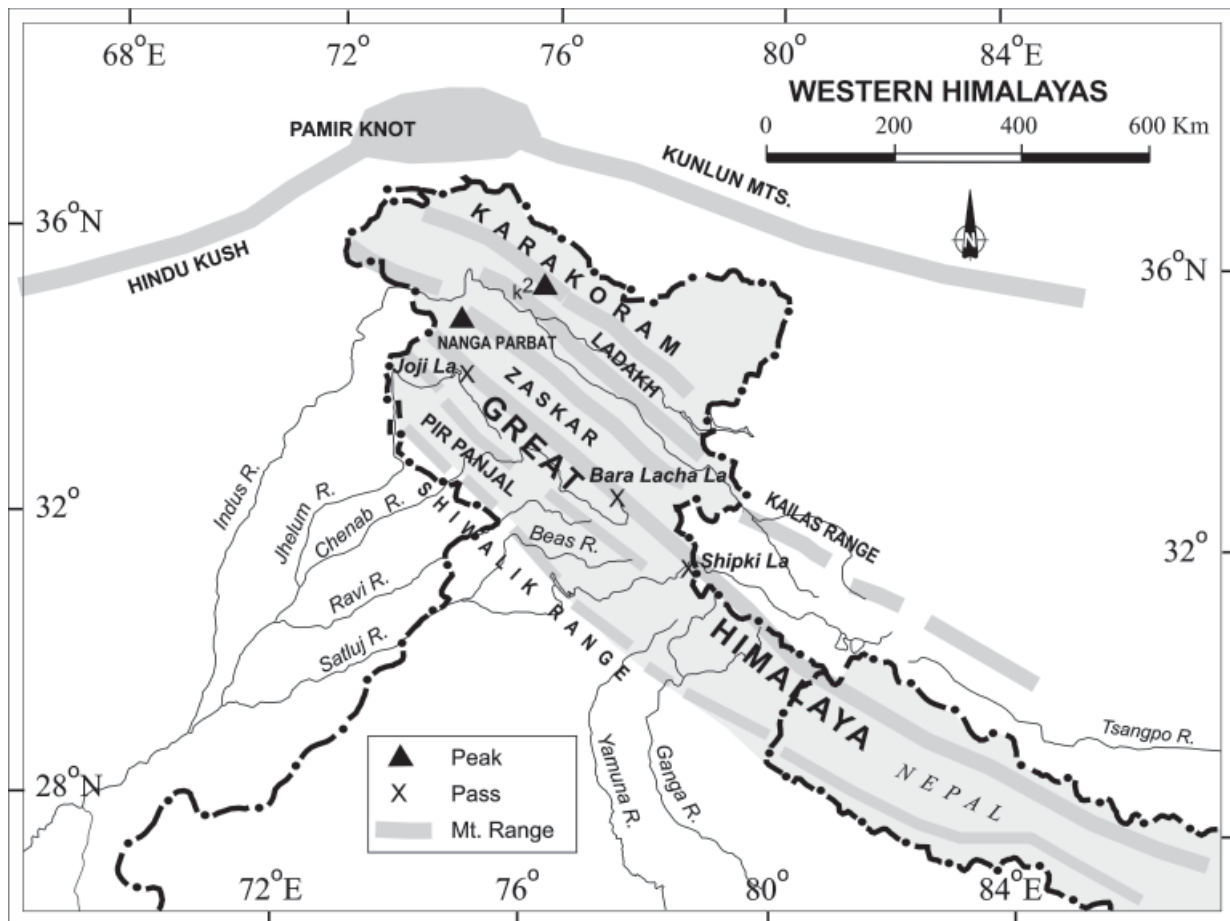 68°E 72° 76° 80° 84°E
WESTERN HIMALAYAS
0 200 400 600 Km
PAMIR KNOT
KUNLUN MTS.
N
36°N
HINDU KUSH
36°N
KARAKORAM
k2
NANGA PARBAT
LADAKH
Joji La
ZASKAR
GREAT
PIR PANJAL
Bara Lacha La
32°
Indus R.
Jhelum R.
Chenab R.
SHIWALIK RANGE
KAILAS RANGE
Beas R.
Shipki La
32°
Ravi R.
Satluj R.
HIMALAYA
Tsangpo R.
Yamuna R.
Ganga R.
NEPAL
28°N
Peak
Pass
Mt. Range
72°E 76° 80° 84°E